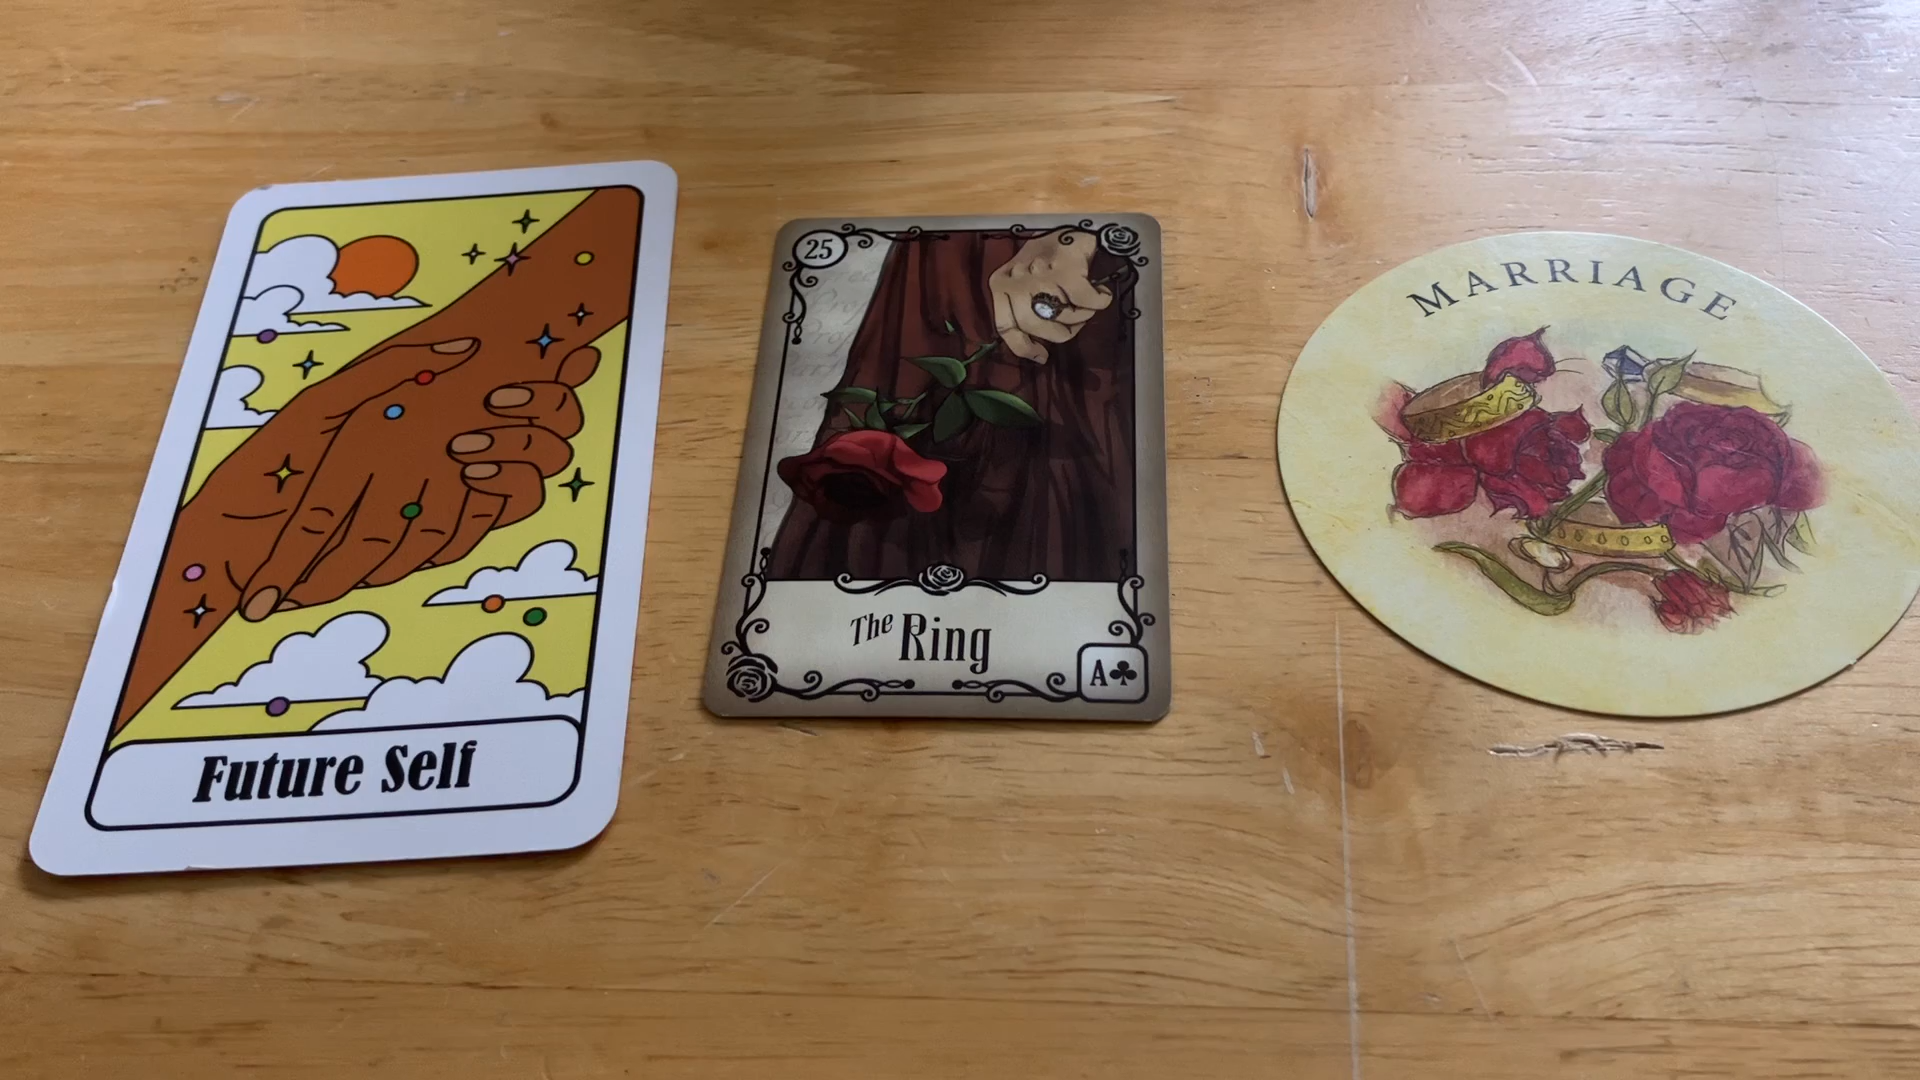 Future Self
25
The Ring
A♣
MARRIAGE